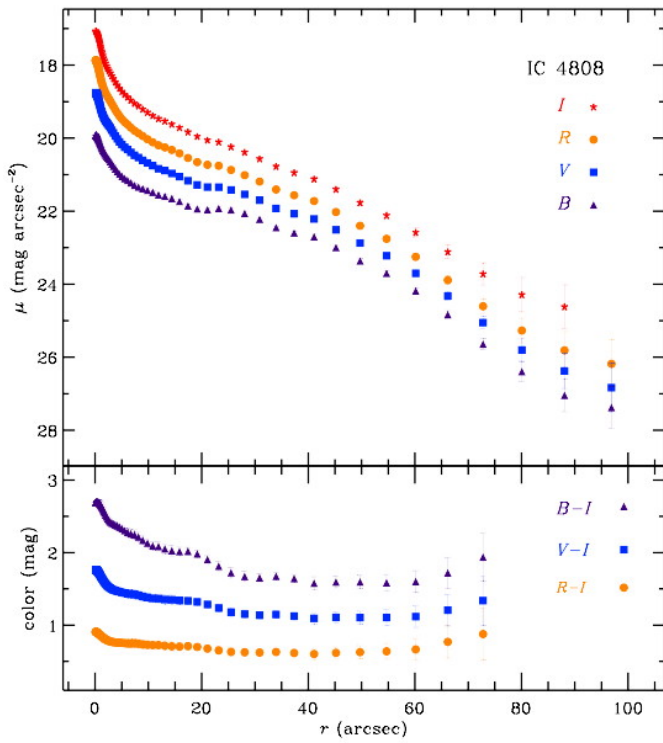 IC 4808
I
R
V
B
μ (mag arcsec⁻²)
18
20
22
24
26
28
B−I
V−I
R−I
color (mag)
3
2
1
0 20 40 60 80 100
r (arcsec)